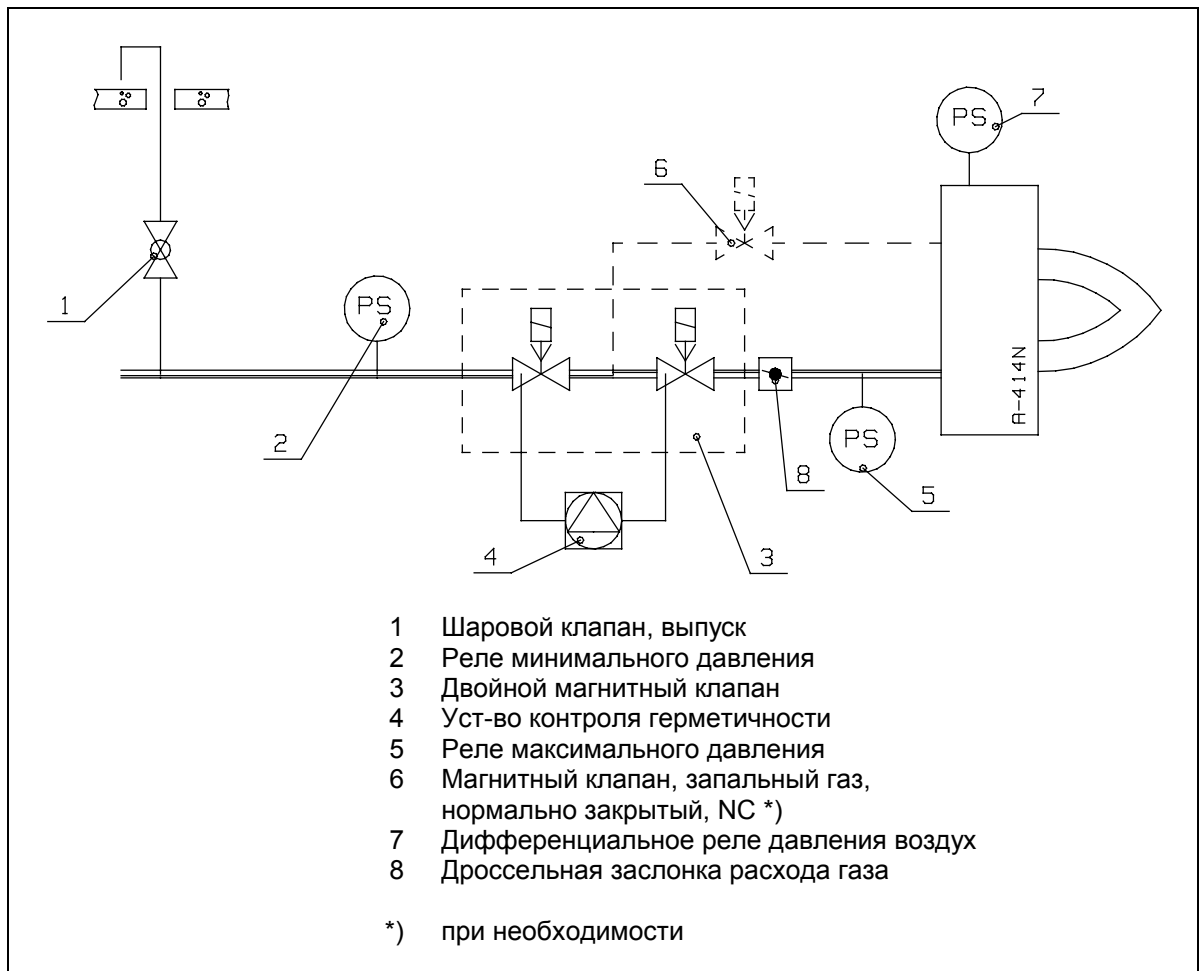 7
PS
6
1
PS
A-414N
2
PS
8
5
4
3
1 Шаровой клапан, выпуск
2 Реле минимального давления
3 Двойной магнитный клапан
4 Уст-во контроля герметичности
5 Реле максимального давления
6 Магнитный клапан, запальный газ,
нормально закрытый, NC *)
7 Дифференциальное реле давления воздух
8 Дроссельная заслонка расхода газа
*) при необходимости